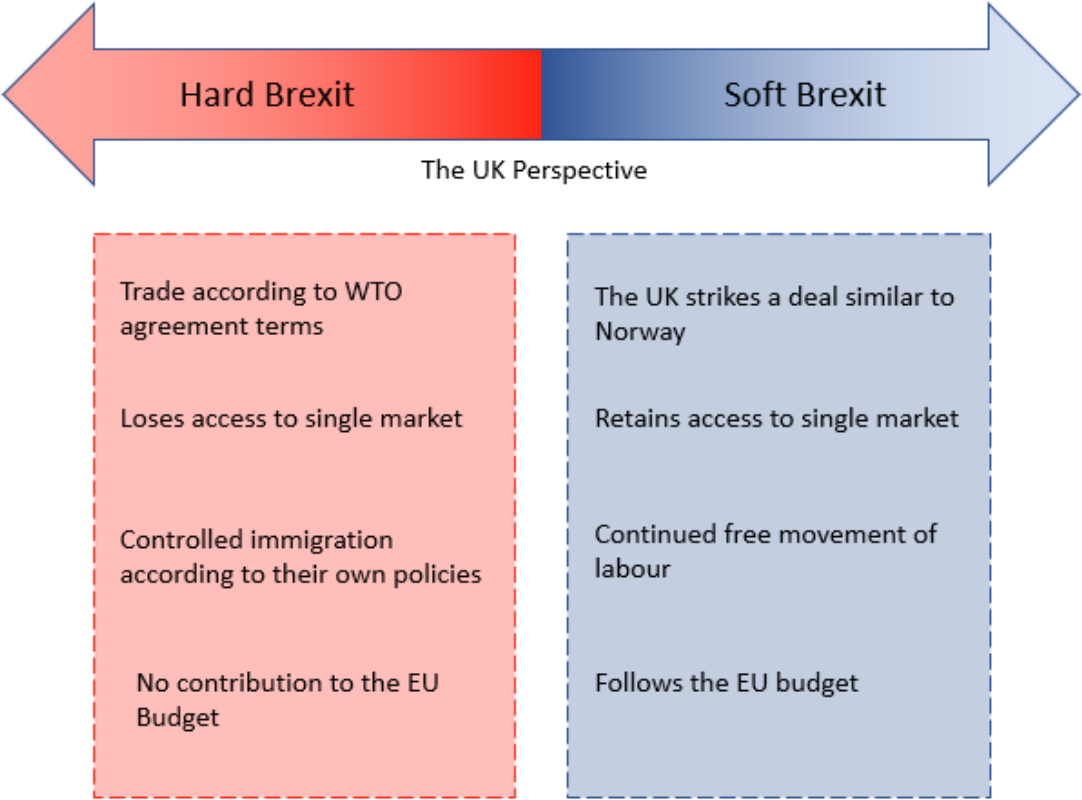 Hard Brexit
Soft Brexit
The UK Perspective
Trade according to WTO
agreement terms
Loses access to single market
Controlled immigration
according to their own policies
No contribution to the EU
Budget
The UK strikes a deal similar to
Norway
Retains access to single market
Continued free movement of
labour
Follows the EU budget